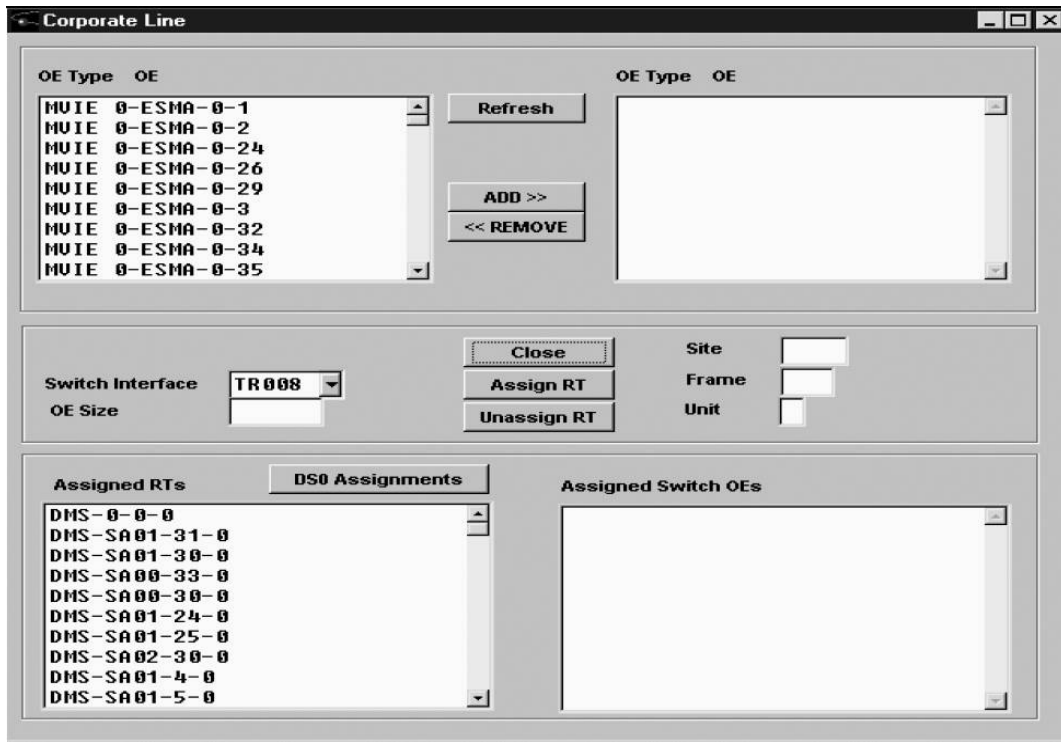 Corporate Line
OE Type OE
MVIE 0-ESMA-0-1
MVIE 0-ESMA-0-2
MVIE 0-ESMA-0-24
MVIE 0-ESMA-0-26
MVIE 0-ESMA-0-29
MVIE 0-ESMA-0-3
MVIE 0-ESMA-0-32
MVIE 0-ESMA-0-34
MVIE 0-ESMA-0-35
Refresh
ADD >>
<< REMOVE
OE Type OE
Switch Interface TR008
OE Size
Close
Assign RT
Unassign RT
Site
Frame
Unit
Assigned RTs
DS0 Assignments
DMS-0-0-0
DMS-SA01-31-0
DMS-SA01-30-0
DMS-SA00-33-0
DMS-SA00-30-0
DMS-SA01-24-0
DMS-SA01-25-0
DMS-SA02-30-0
DMS-SA01-4-0
DMS-SA01-5-0
Assigned Switch OEs